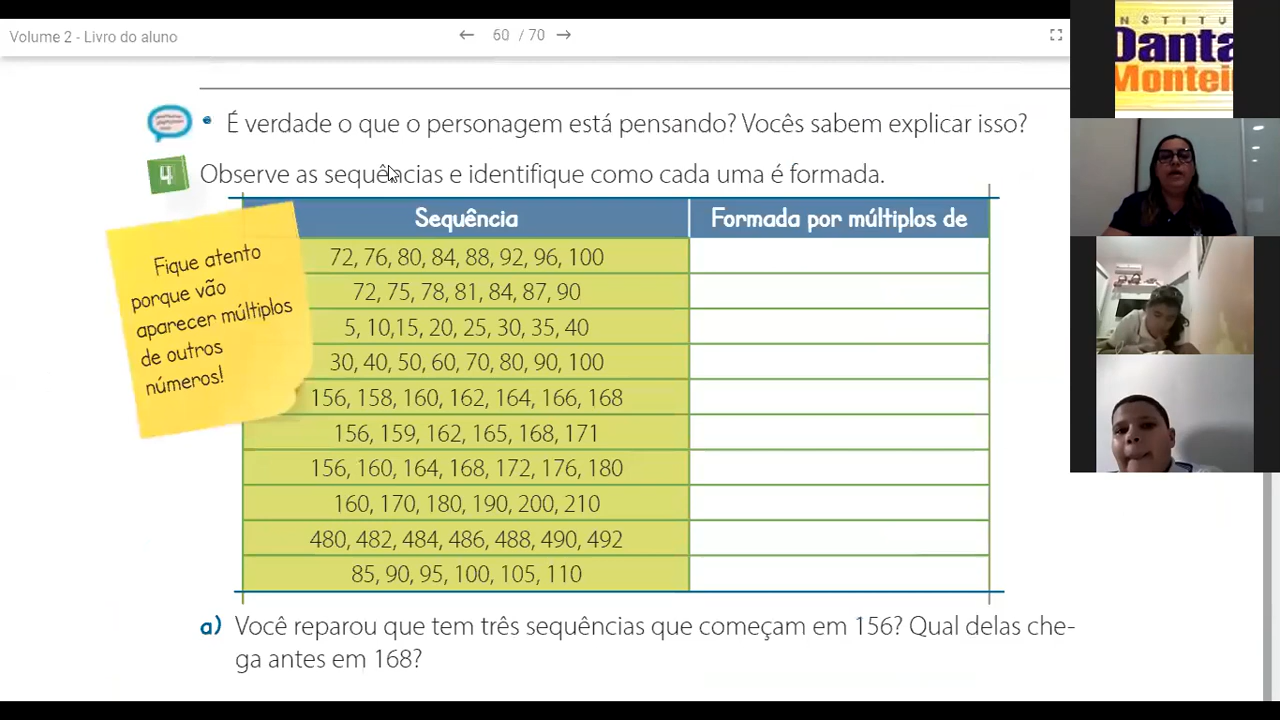 Volume 2 - Livro do aluno
60 / 70
NSTITU
Danta
Monteir
• É verdade o que o personagem está pensando? Vocês sabem explicar isso?
4 Observe as sequências e identifique como cada uma é formada.
Sequência Formada por múltiplos de
Fique atento
porque vão
aparecer múltiplos
de outros
números!
72, 76, 80, 84, 88, 92, 96, 100
72, 75, 78, 81, 84, 87, 90
5, 10,15, 20, 25, 30, 35, 40
30, 40, 50, 60, 70, 80, 90, 100
156, 158, 160, 162, 164, 166, 168
156, 159, 162, 165, 168, 171
156, 160, 164, 168, 172, 176, 180
160, 170, 180, 190, 200, 210
480, 482, 484, 486, 488, 490, 492
85, 90, 95, 100, 105, 110
a) Você reparou que tem três sequências que começam em 156? Qual delas che-
ga antes em 168?